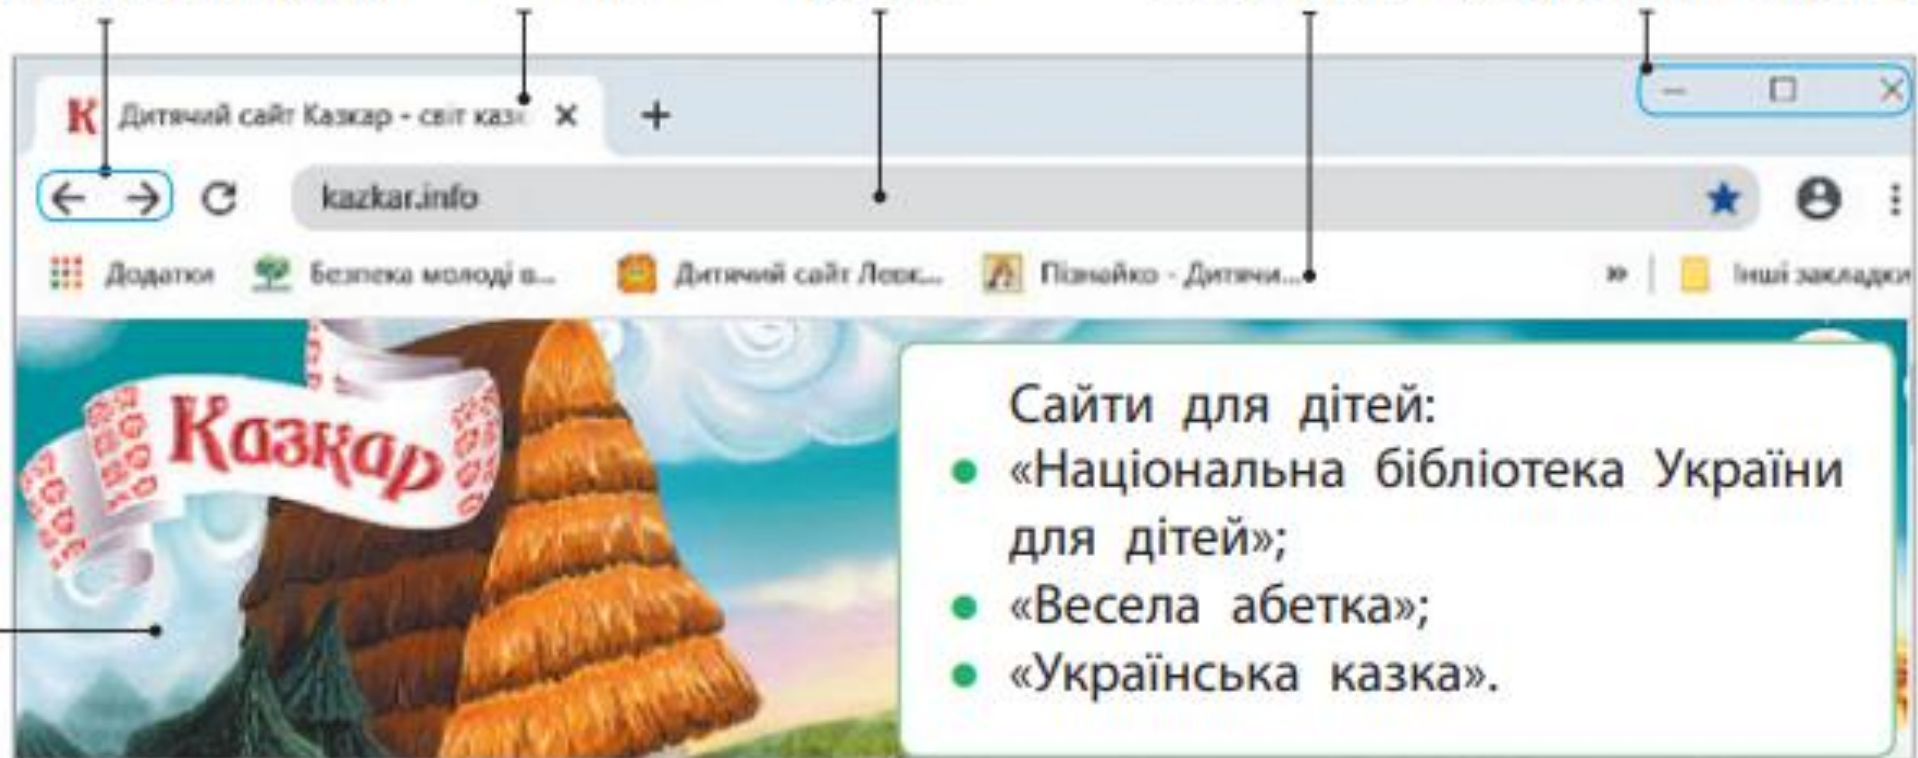 К Дитячий сайт Казкар - світ каз
kazkar.info
Додатки Безпека молоді в... Дитячий сайт Левк... Пізнайко - Дитячи... » Інші закладки
Казкар
Сайти для дітей:
• «Національна бібліотека України
для дітей»;
• «Весела абетка»;
• «Українська казка».